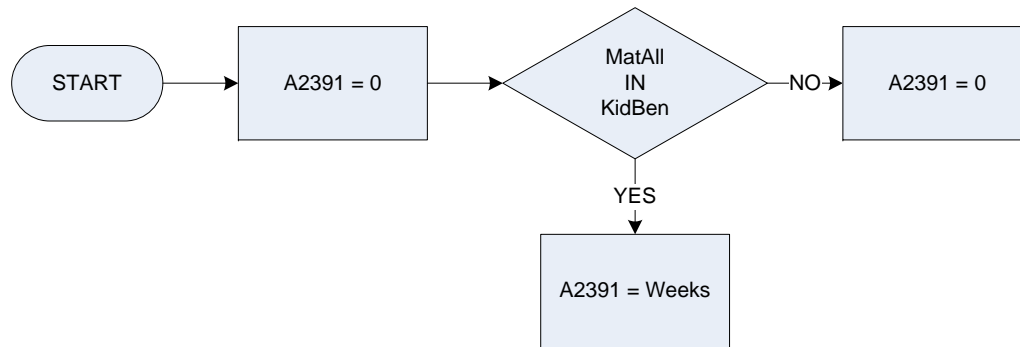 START
A2391 = 0
MatAll
IN
KidBen
NO
A2391 = 0
YES
A2391 = Weeks